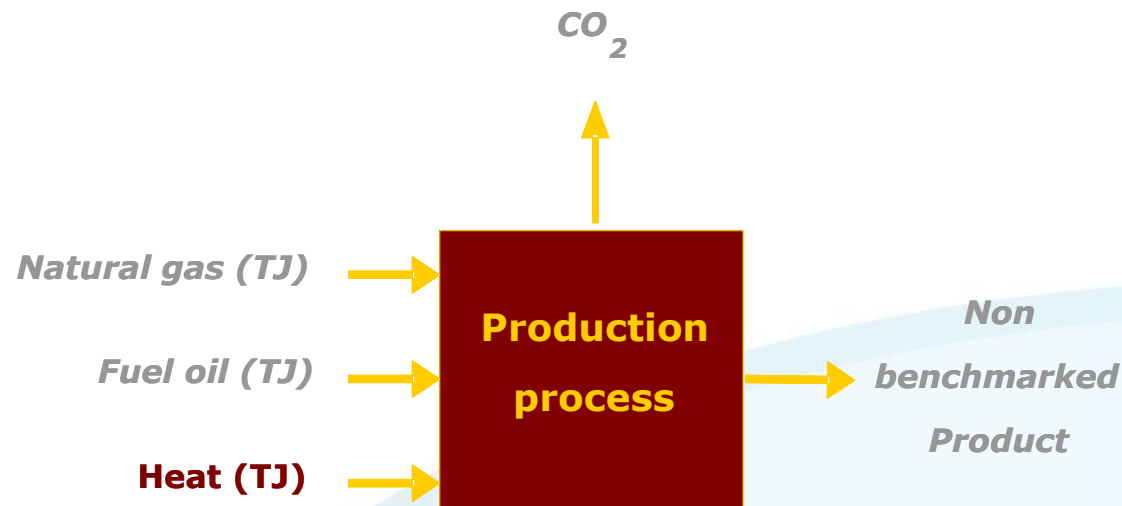 CO2
Natural gas (TJ)
Fuel oil (TJ)
Heat (TJ)
Production
process
Non
benchmarked
Product